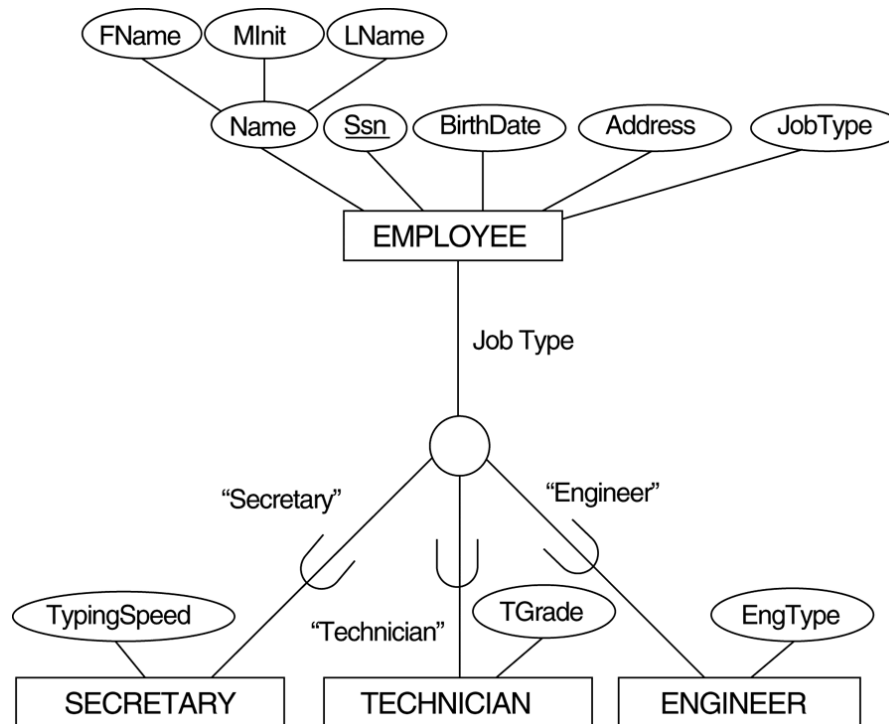 FName MInit LName
Name Ssn BirthDate Address JobType
EMPLOYEE
Job Type
“Secretary” “Engineer”
“Technician”
TypingSpeed TGrade EngType
SECRETARY TECHNICIAN ENGINEER